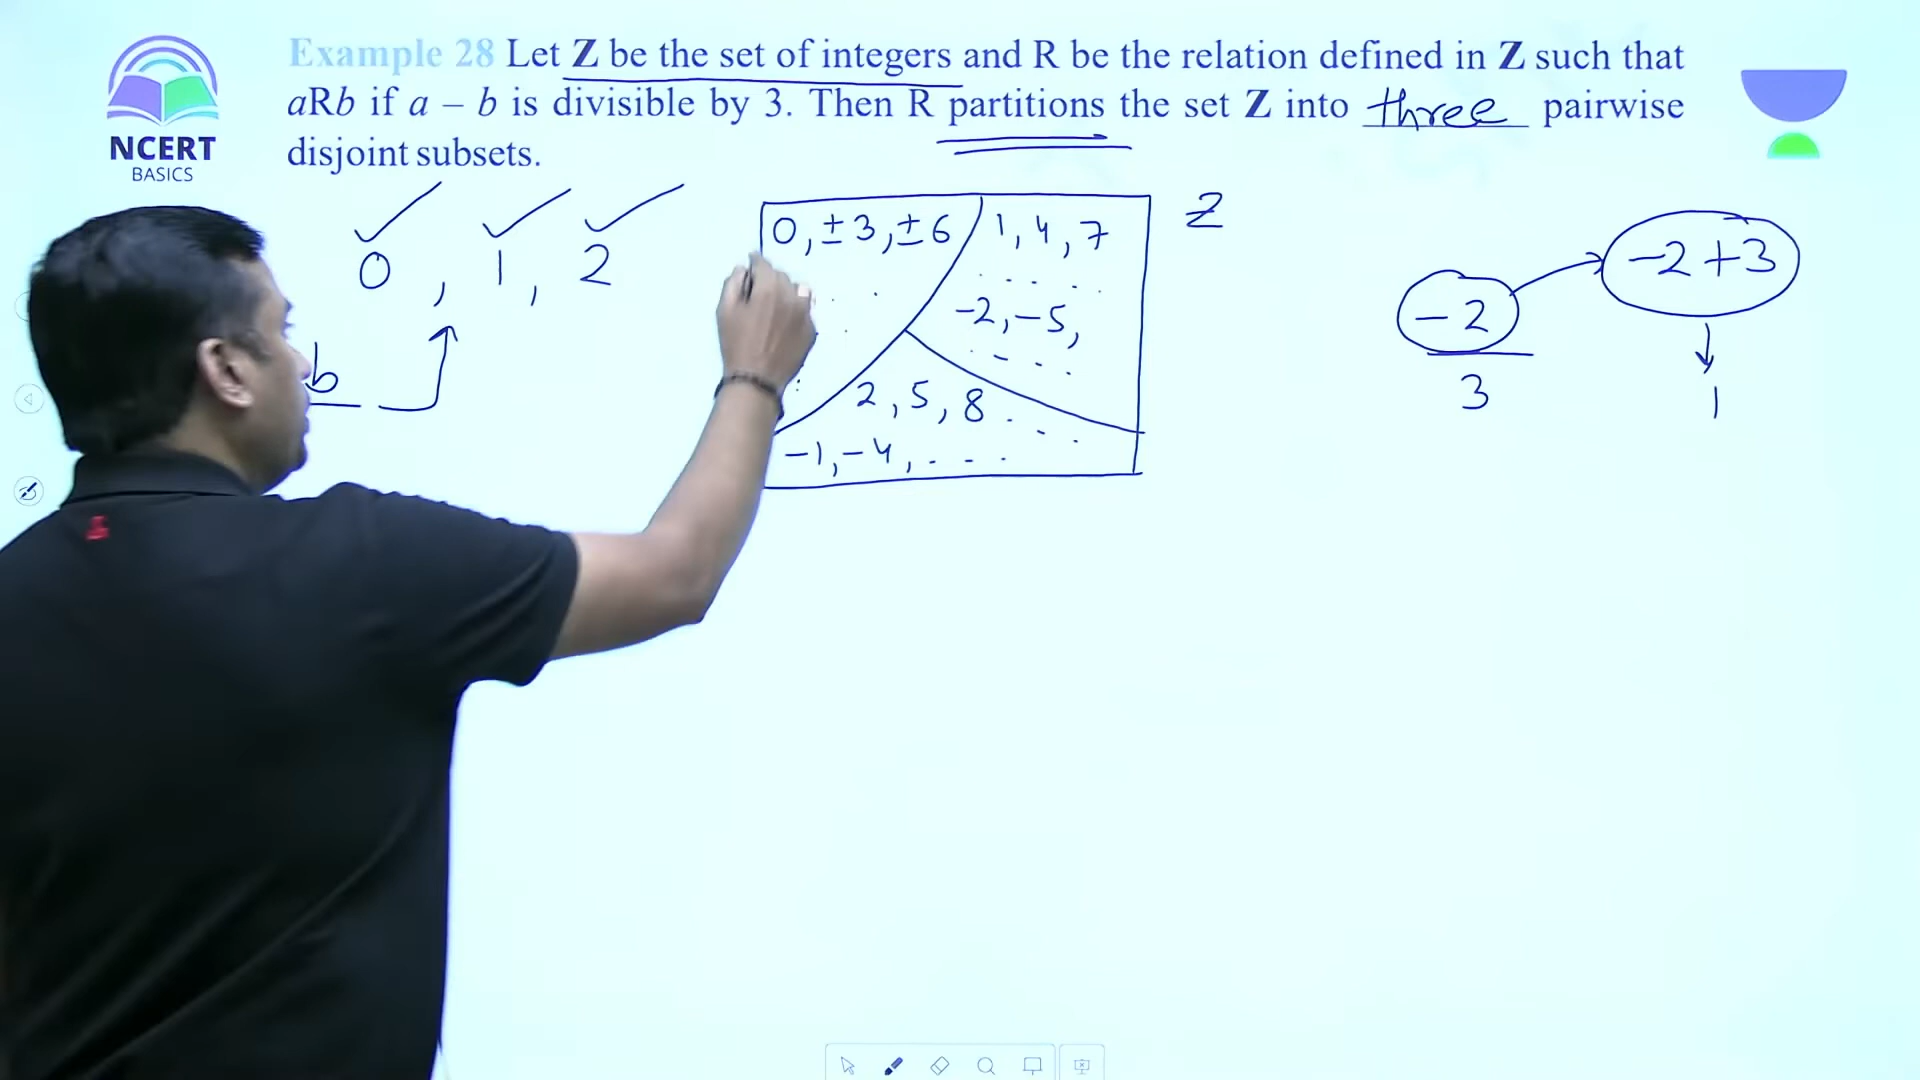 NCERT
BASICS
Example 28 Let Z be the set of integers and R be the relation defined in Z such that
aRb if a – b is divisible by 3. Then R partitions the set Z into three pairwise
disjoint subsets.
0 , 1 , 2
b
0, ±3, ±6
. . .
1, 4, 7
. . . .
-2, -5,
- - - -
2, 5, 8 . . . .
-1, -4, . - - .
Z
-2
3
-2+3
1